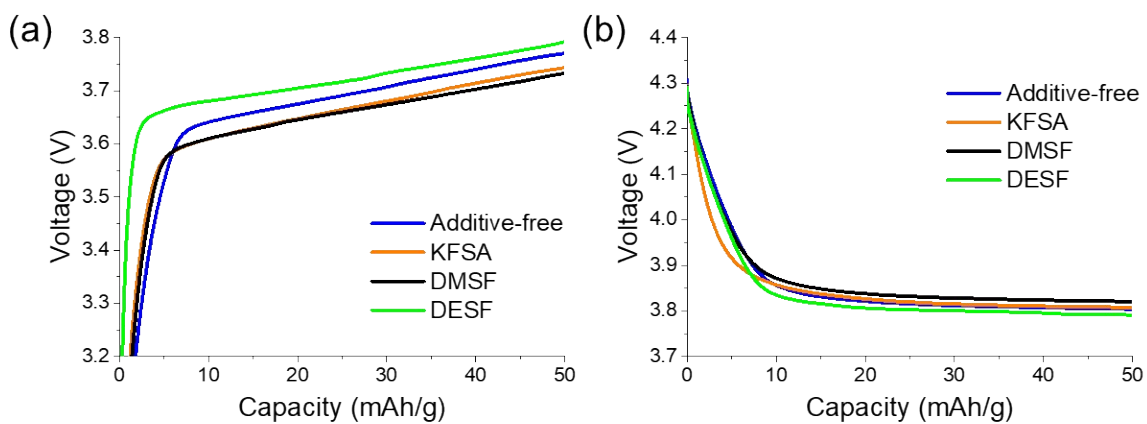 (a)
3.8
3.7
3.6
3.5
3.4
3.3
3.2
Voltage (V)
0
10
20
30
40
50
Capacity (mAh/g)
Additive-free
KFSA
DMSF
DESF
(b)
4.4
4.3
4.2
4.1
4.0
3.9
3.8
3.7
Voltage (V)
0
10
20
30
40
50
Capacity (mAh/g)
Additive-free
KFSA
DMSF
DESF